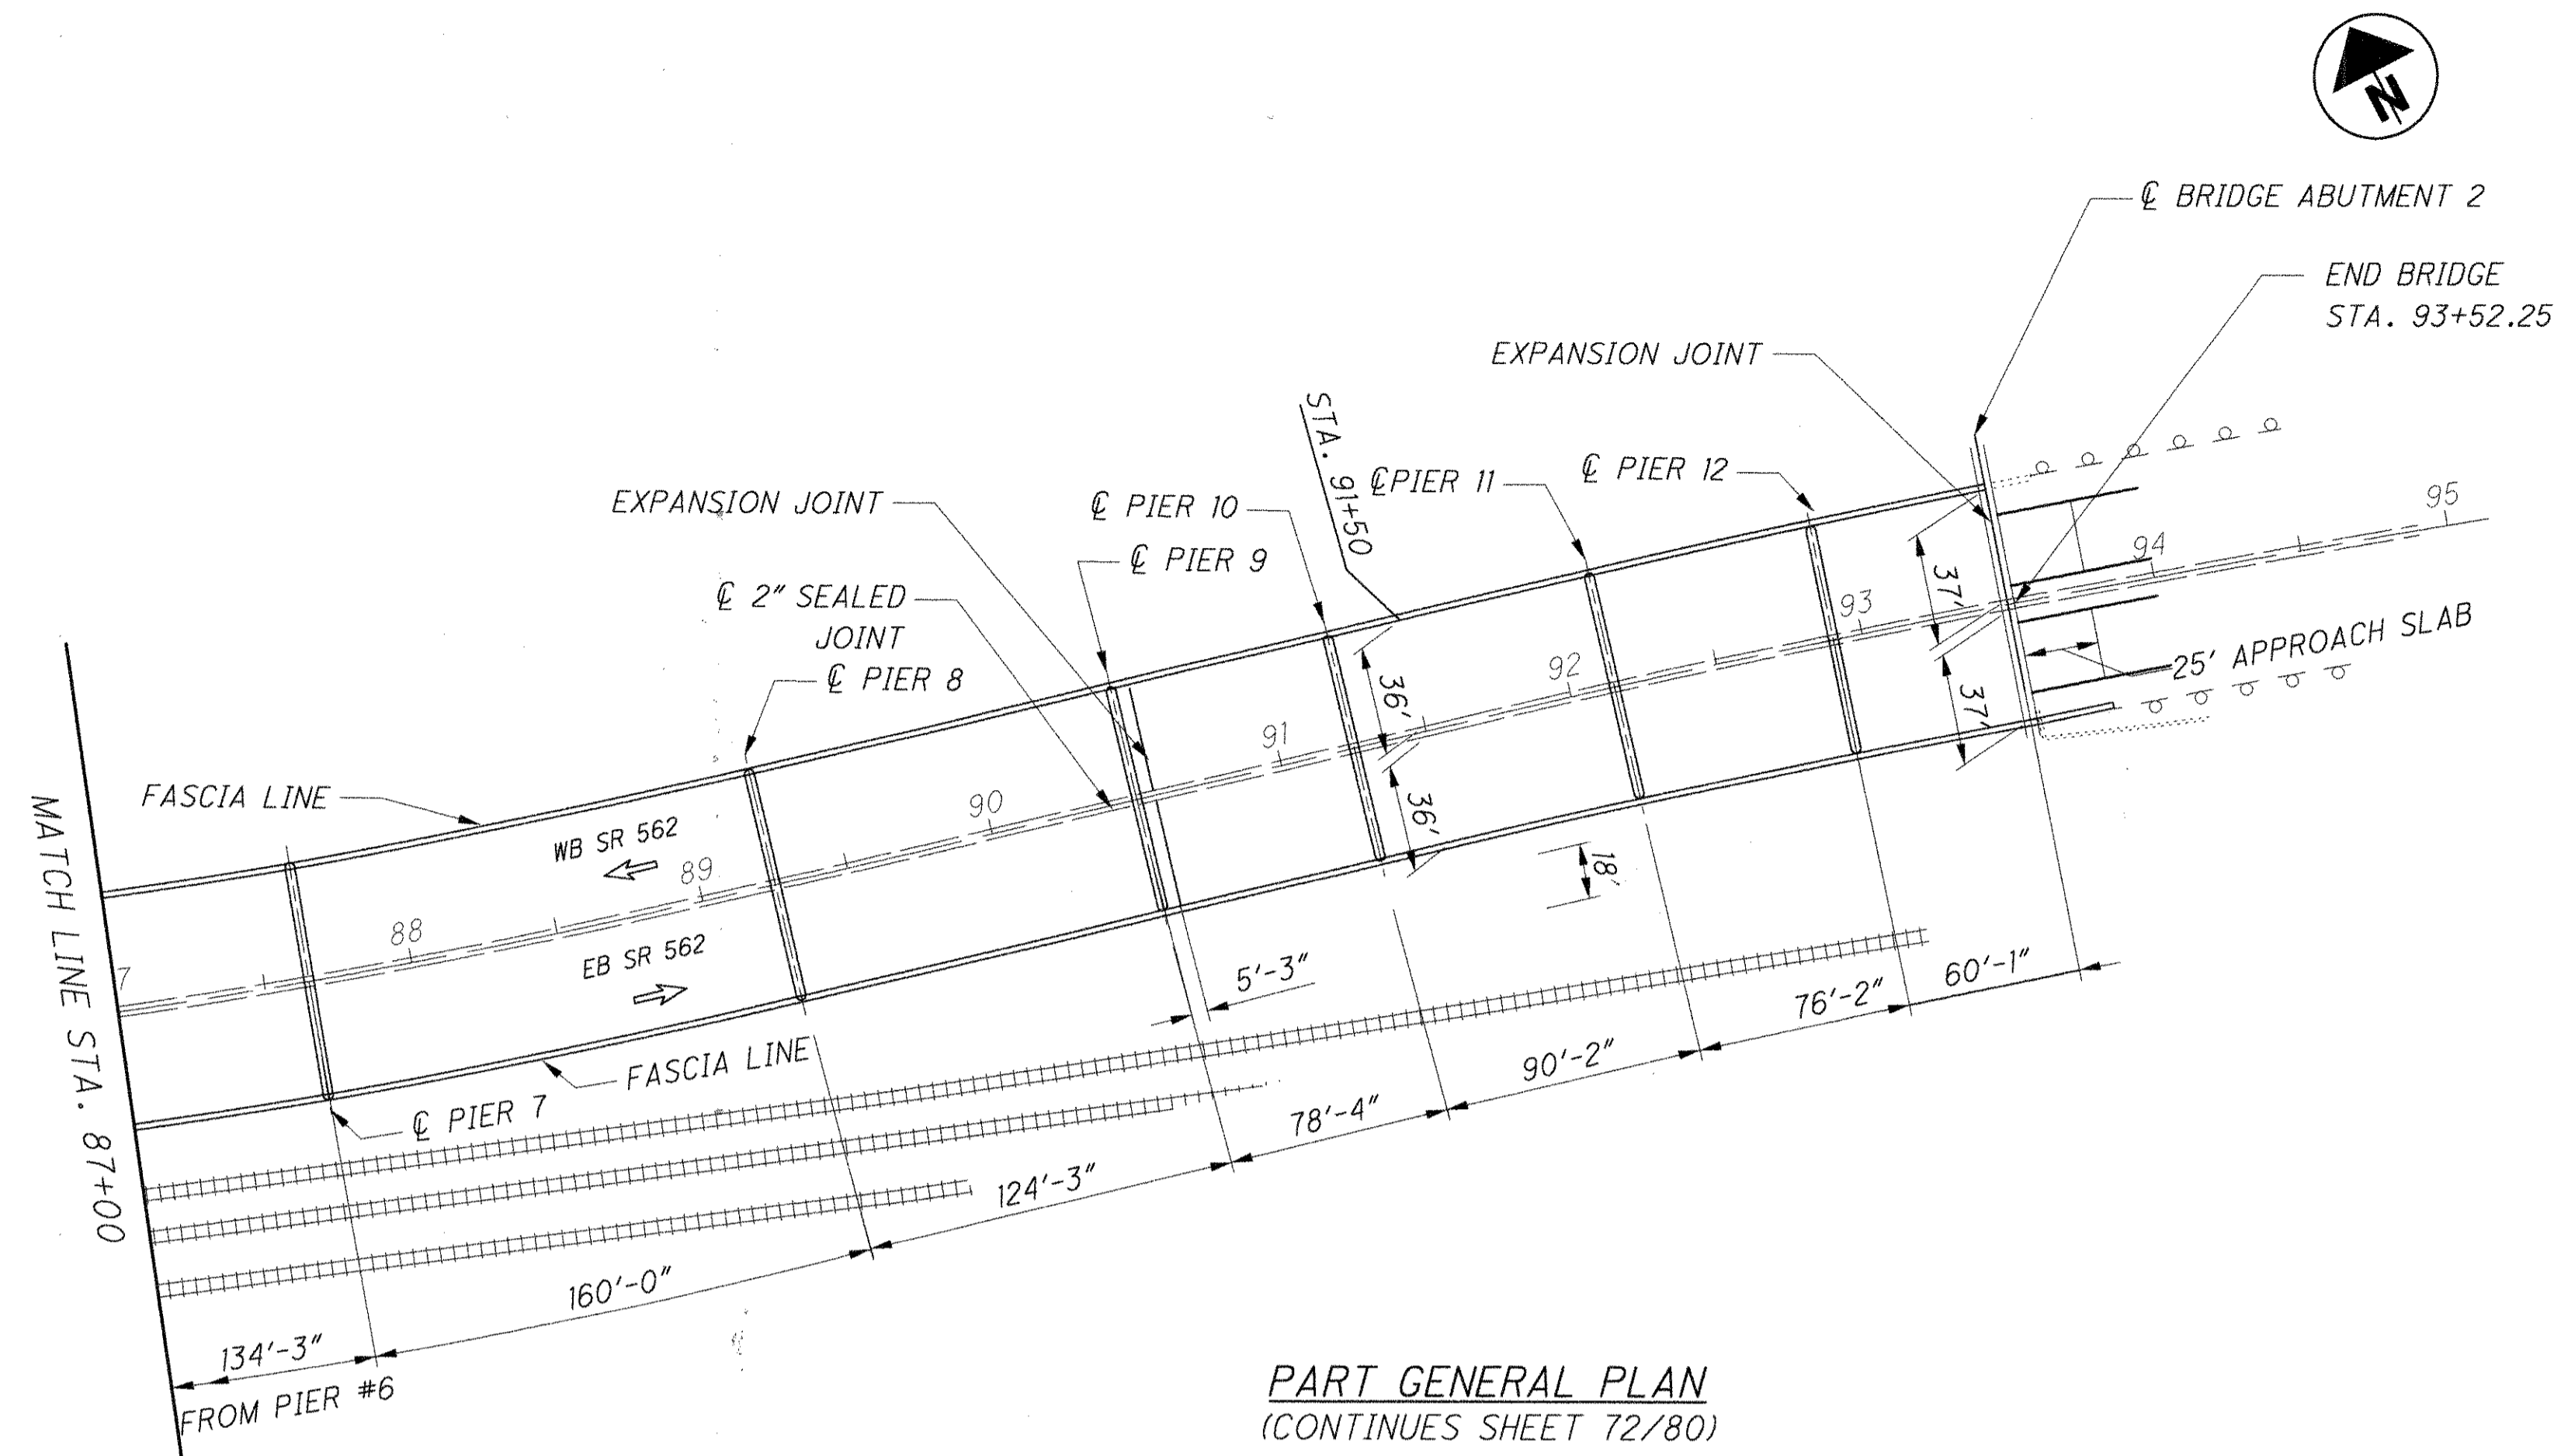 N
℄ BRIDGE ABUTMENT 2
END BRIDGE
STA. 93+52.25
EXPANSION JOINT
STA. 91+50
℄ PIER 11
℄ PIER 12
EXPANSION JOINT
℄ PIER 10
℄ PIER 9
℄ 2" SEALED
JOINT
℄ PIER 8
95
94
93
92
91
90
89
88
7
37'
37'
36'
36'
18'
25' APPROACH SLAB
FASCIA LINE
WB SR 562
EB SR 562
MATCH LINE STA. 87+00
FASCIA LINE
℄ PIER 7
5'-3"
60'-1"
76'-2"
90'-2"
78'-4"
124'-3"
160'-0"
134'-3"
FROM PIER #6
PART GENERAL PLAN
(CONTINUES SHEET 72/80)